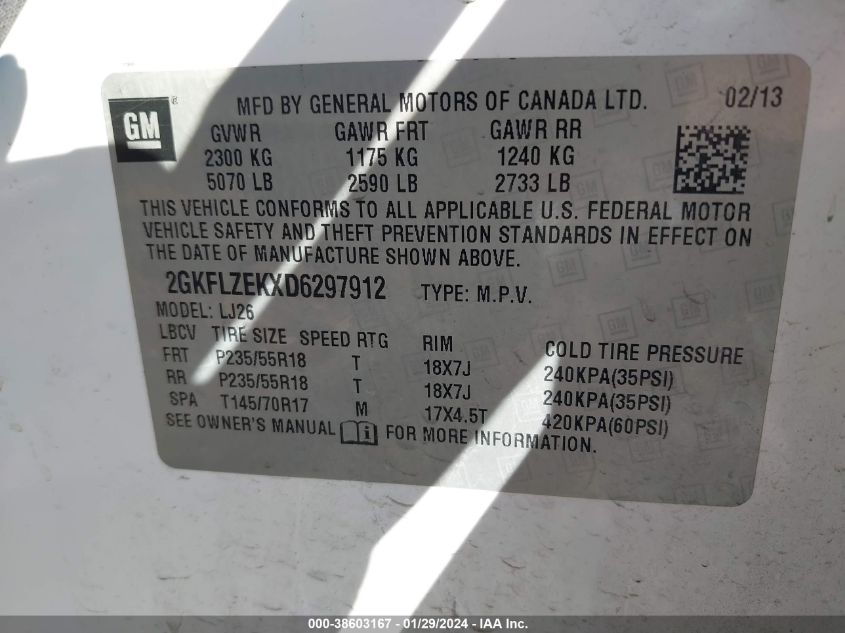 GM ® MFD BY GENERAL MOTORS OF CANADA LTD. 02/13
GVWR GAWR FRT GAWR RR
2300 KG 1175 KG 1240 KG
5070 LB 2590 LB 2733 LB
THIS VEHICLE CONFORMS TO ALL APPLICABLE U.S. FEDERAL MOTOR
VEHICLE SAFETY AND THEFT PREVENTION STANDARDS IN EFFECT ON
THE DATE OF MANUFACTURE SHOWN ABOVE.
2GKFLZEKXD6297912 TYPE: M.P.V.
MODEL: LJ26
LBCV TIRE SIZE SPEED RTG RIM COLD TIRE PRESSURE
FRT P235/55R18 T 18X7J 240KPA(35PSI)
RR P235/55R18 T 18X7J 240KPA(35PSI)
SPA T145/70R17 M 17X4.5T 420KPA(60PSI)
SEE OWNER'S MANUAL i FOR MORE INFORMATION.
000-38603167 - 01/29/2024 - IAA Inc.